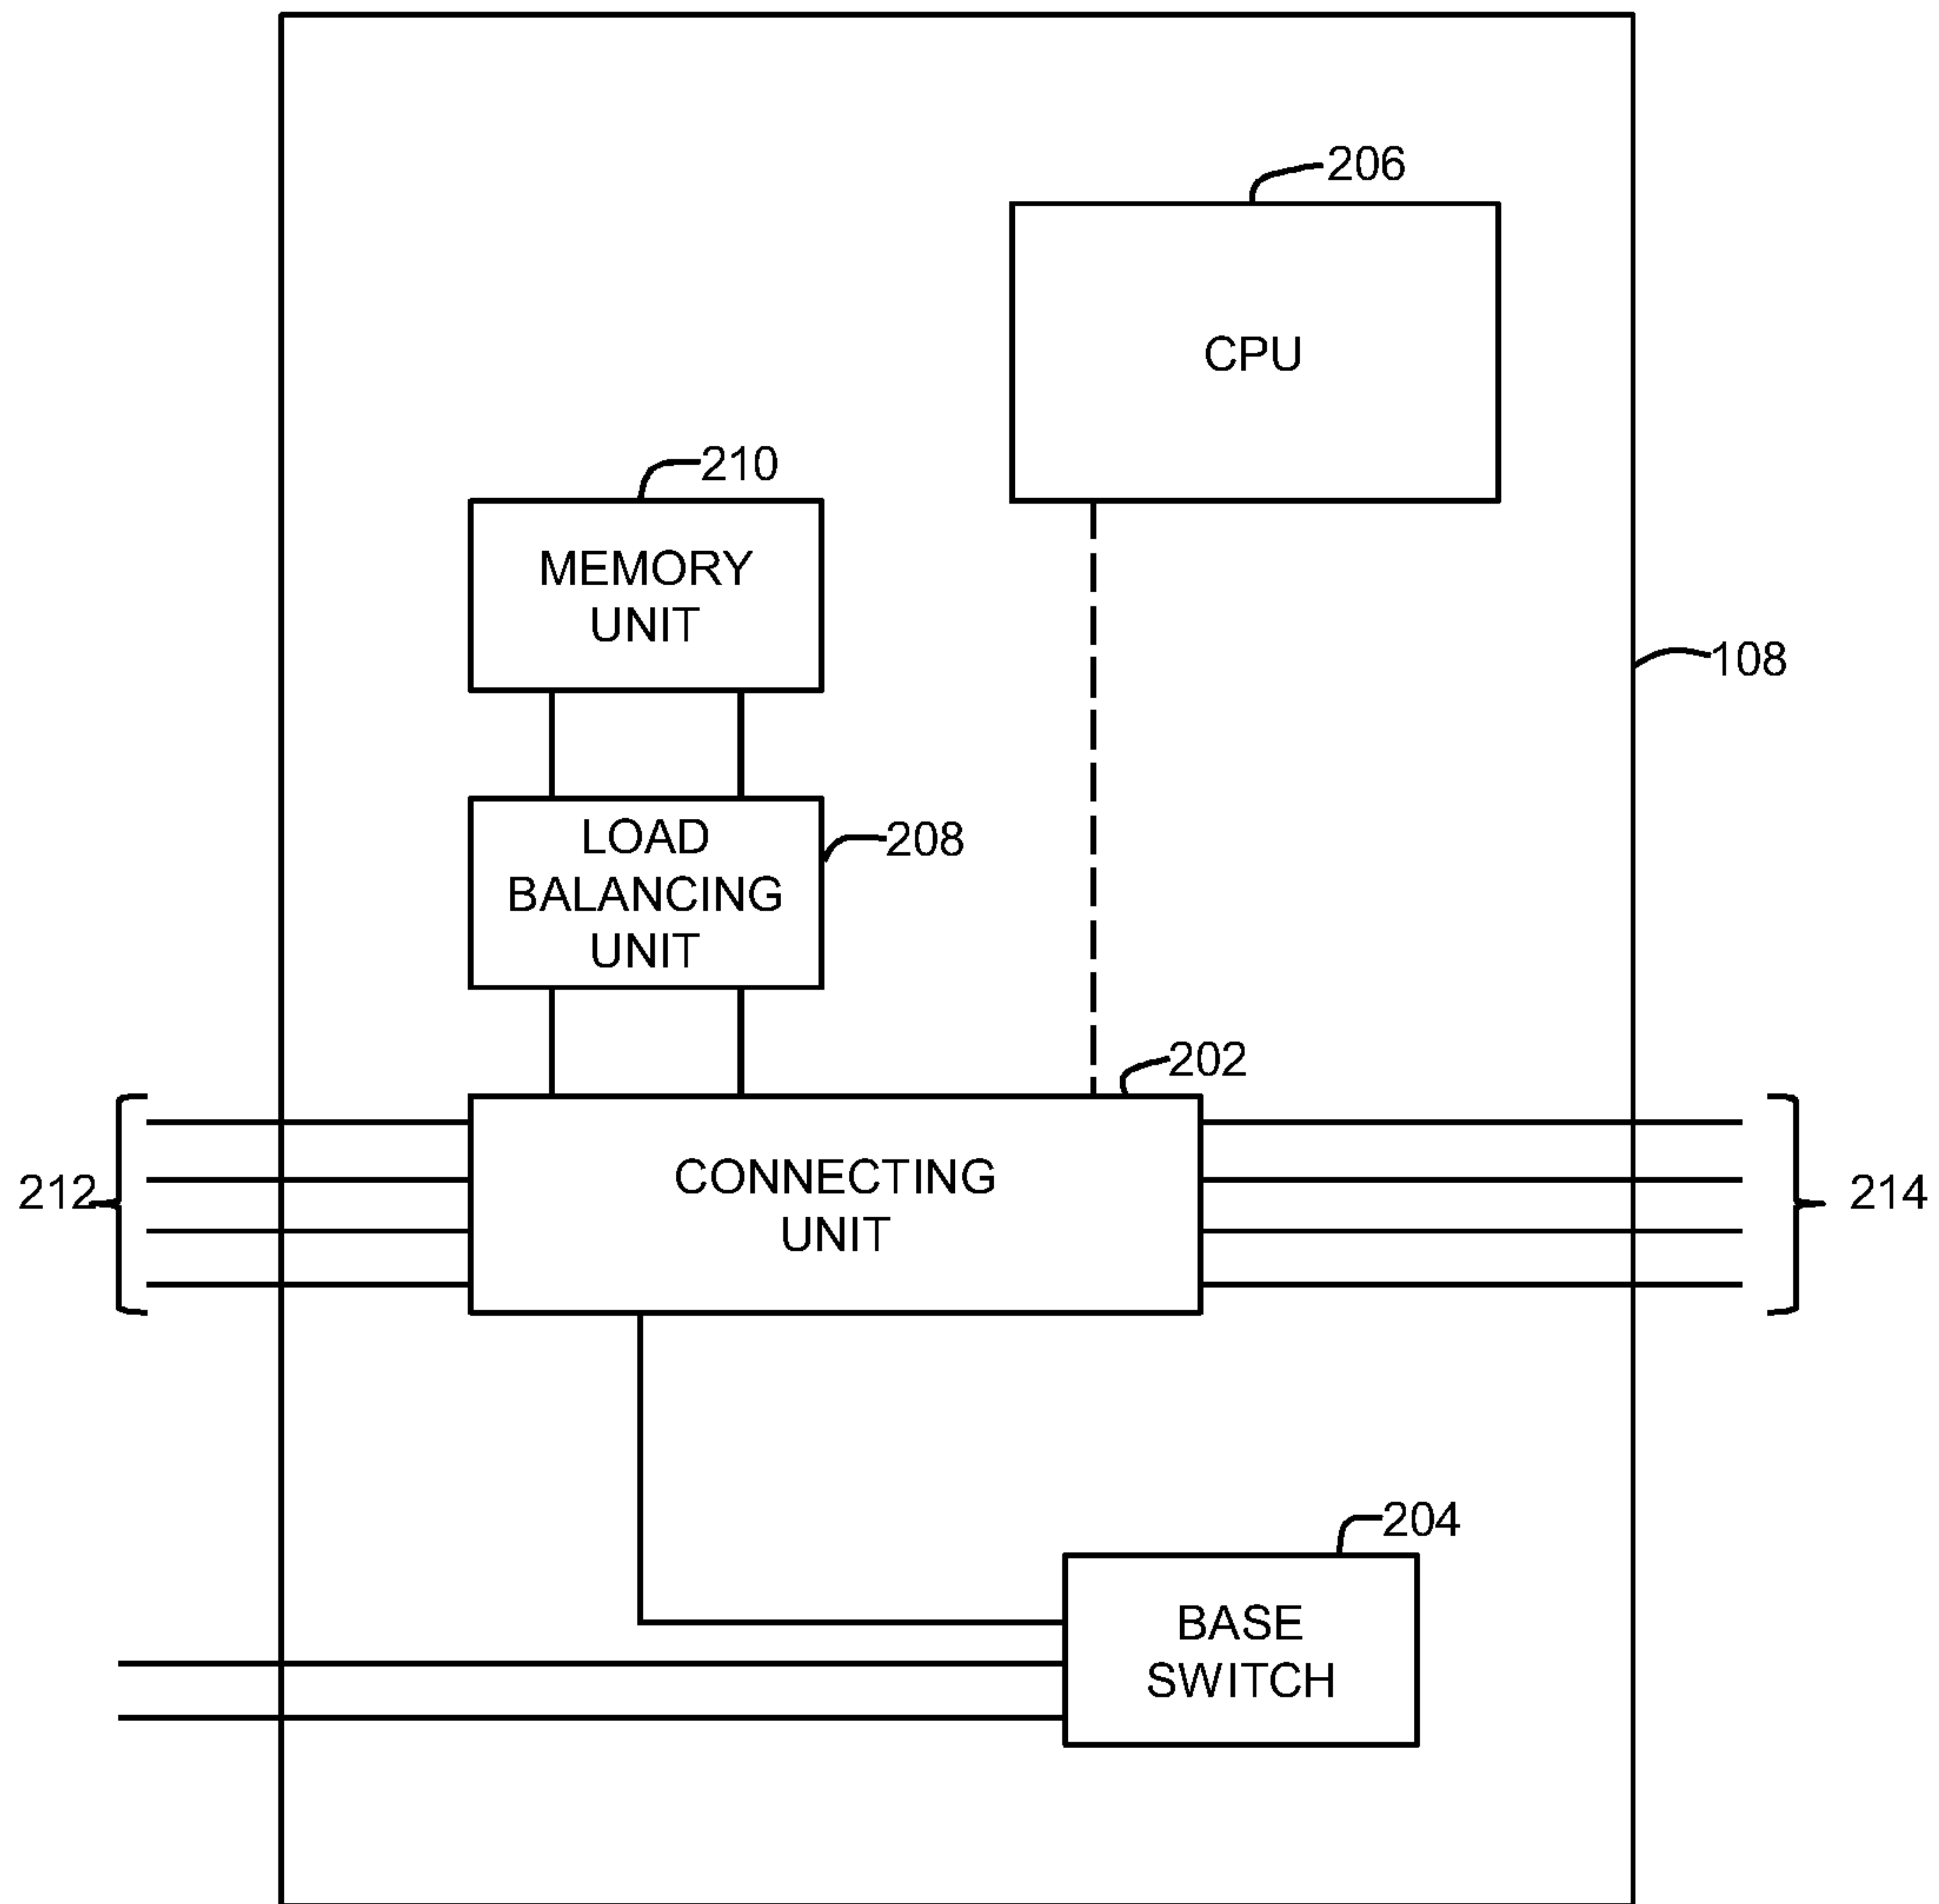 206
CPU
210
MEMORY
UNIT
108
LOAD
BALANCING
UNIT
208
202
212
CONNECTING
UNIT
214
204
BASE
SWITCH